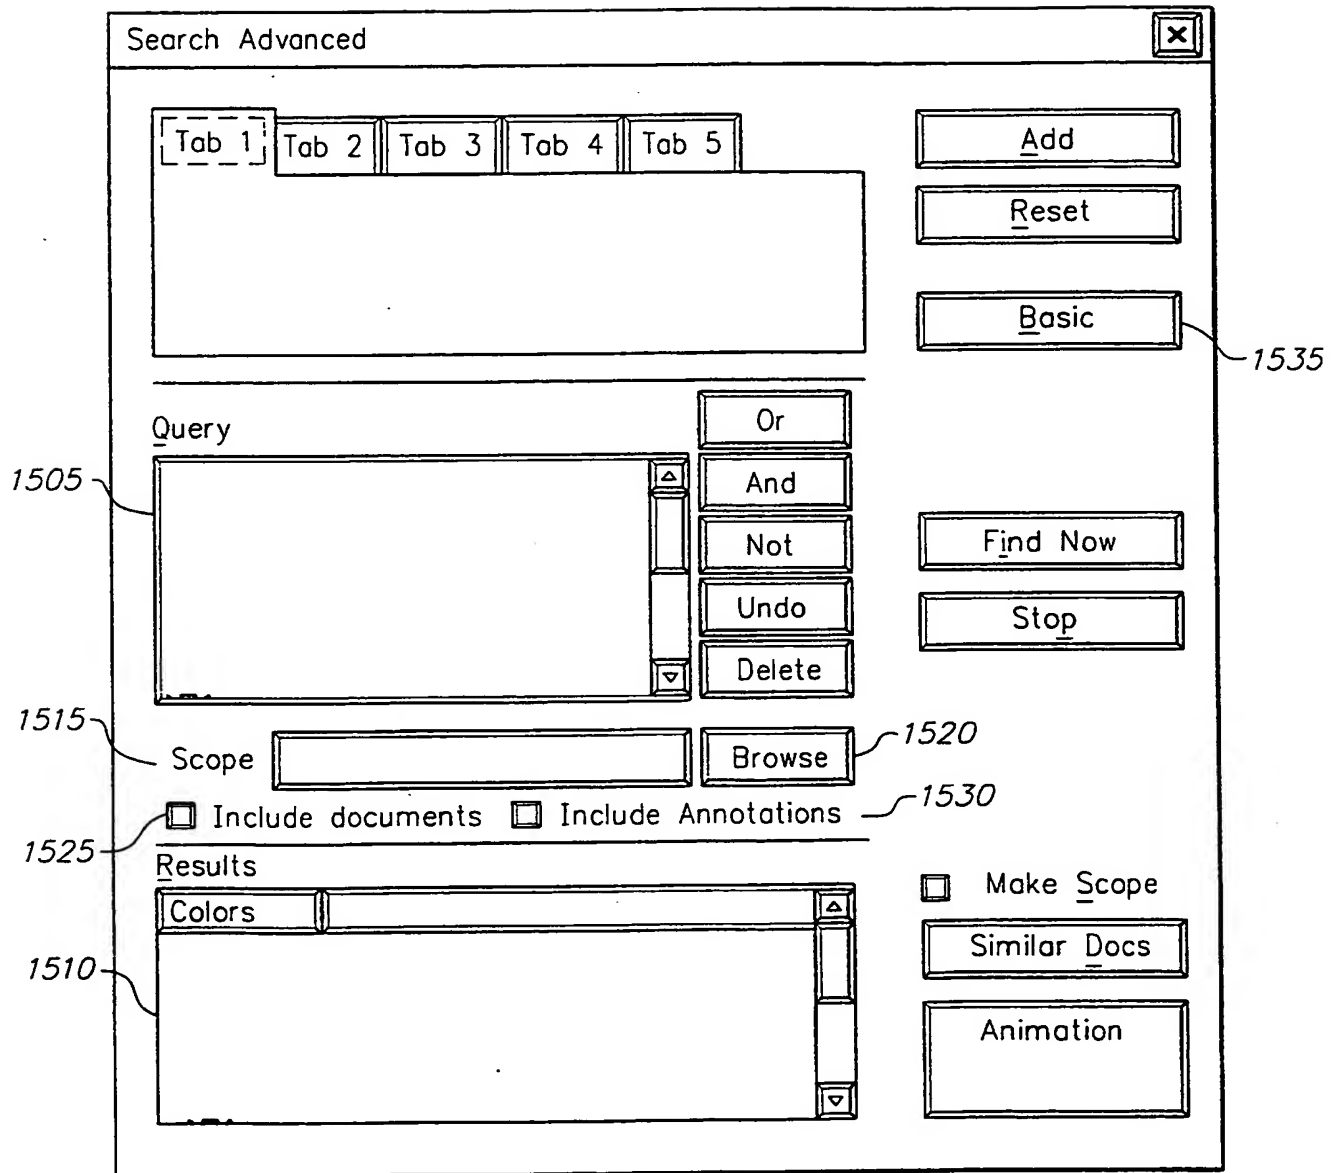 Search Advanced
Tab 1 Tab 2 Tab 3 Tab 4 Tab 5
Add
Reset
Basic
1535
Query
Or
1505
And
Not
Find Now
Undo
Stop
Delete
1515
Scope
Browse
1520
Include documents
Include Annotations
1530
1525
Results
Make Scope
Colors
Similar Docs
1510
Animation